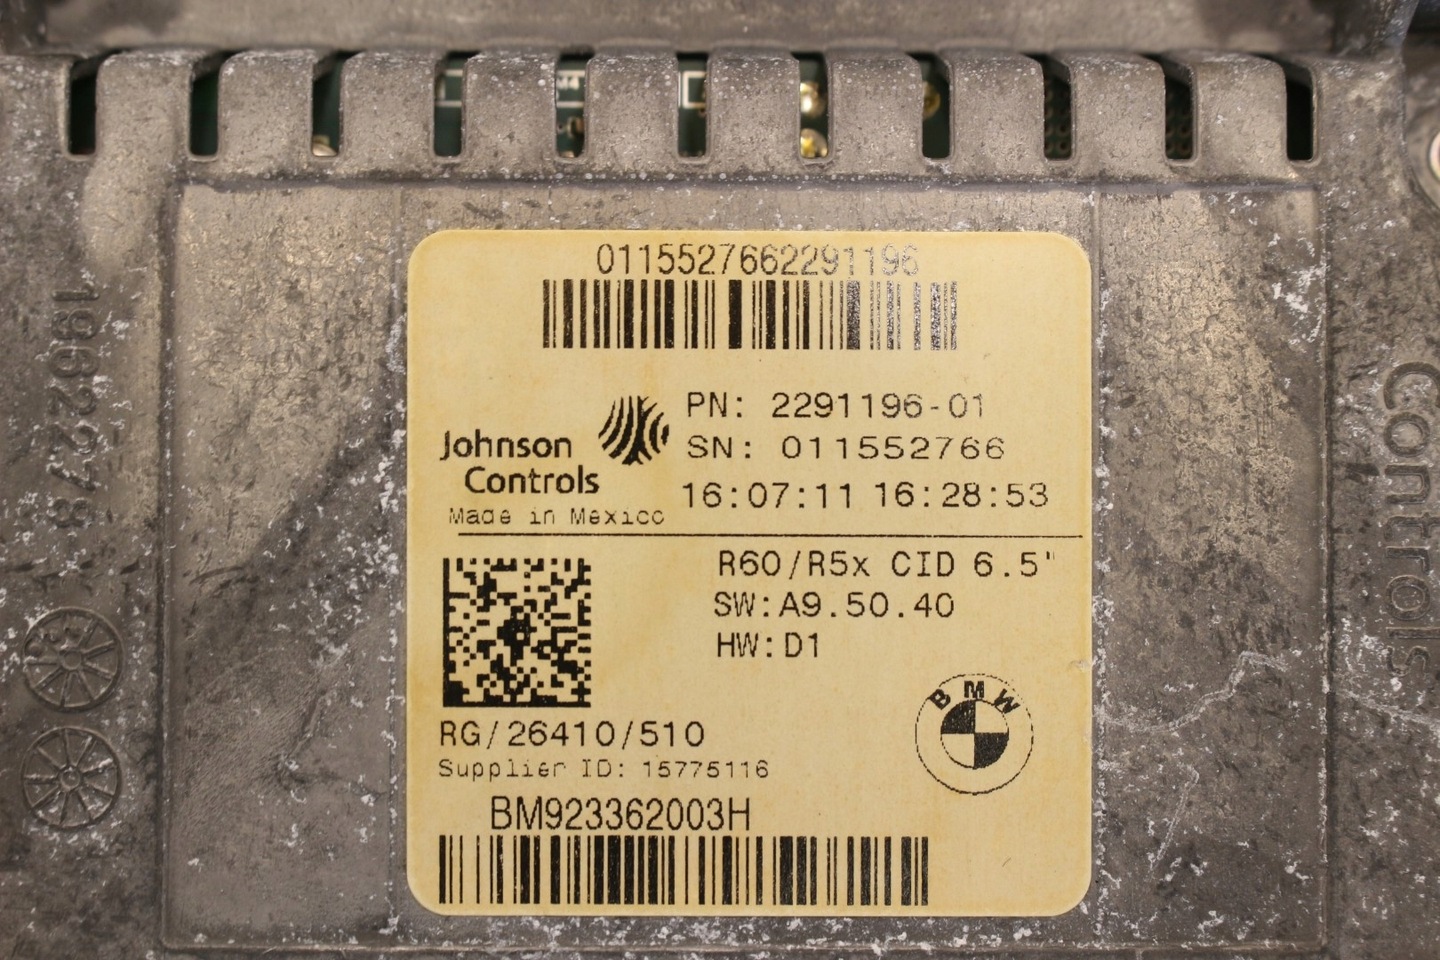 0115527662291196
PN: 2291196-01
SN: 011552766
16:07:11 16:28:53
Johnson
Controls
Made in Mexico
R60/R5x CID 6.5"
SW:A9.50.40
HW:D1
BMW
RG/26410/510
Supplier ID: 15775116
BM923362003H
1962278
Controls